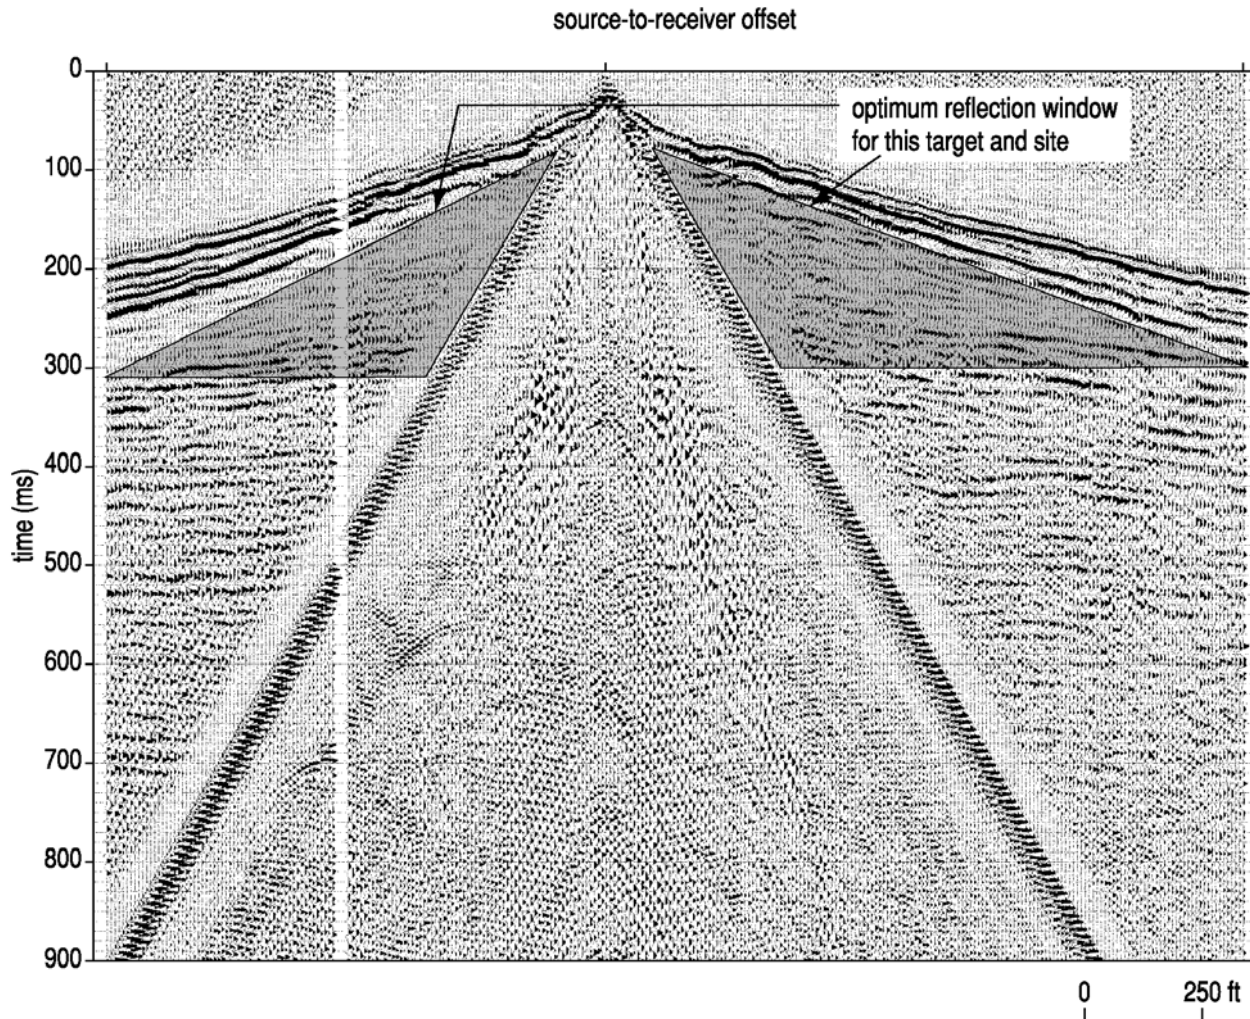 source-to-receiver offset
0
optimum reflection window
for this target and site
100
200
300
400
time (ms)
500
600
700
800
900
0 250 ft